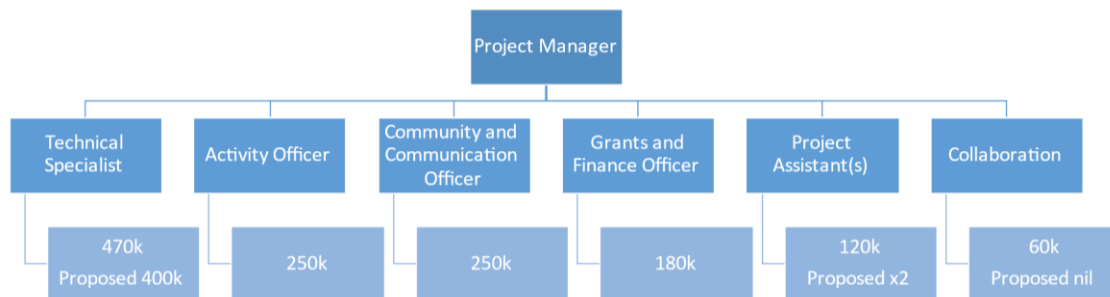 Project Manager
Technical
Specialist
Activity Officer
Community and
Communication
Officer
Grants and
Finance Officer
Project
Assistant(s)
Collaboration
470k
Proposed 400k
250k
250k
180k
120k
Proposed x2
60k
Proposed nil